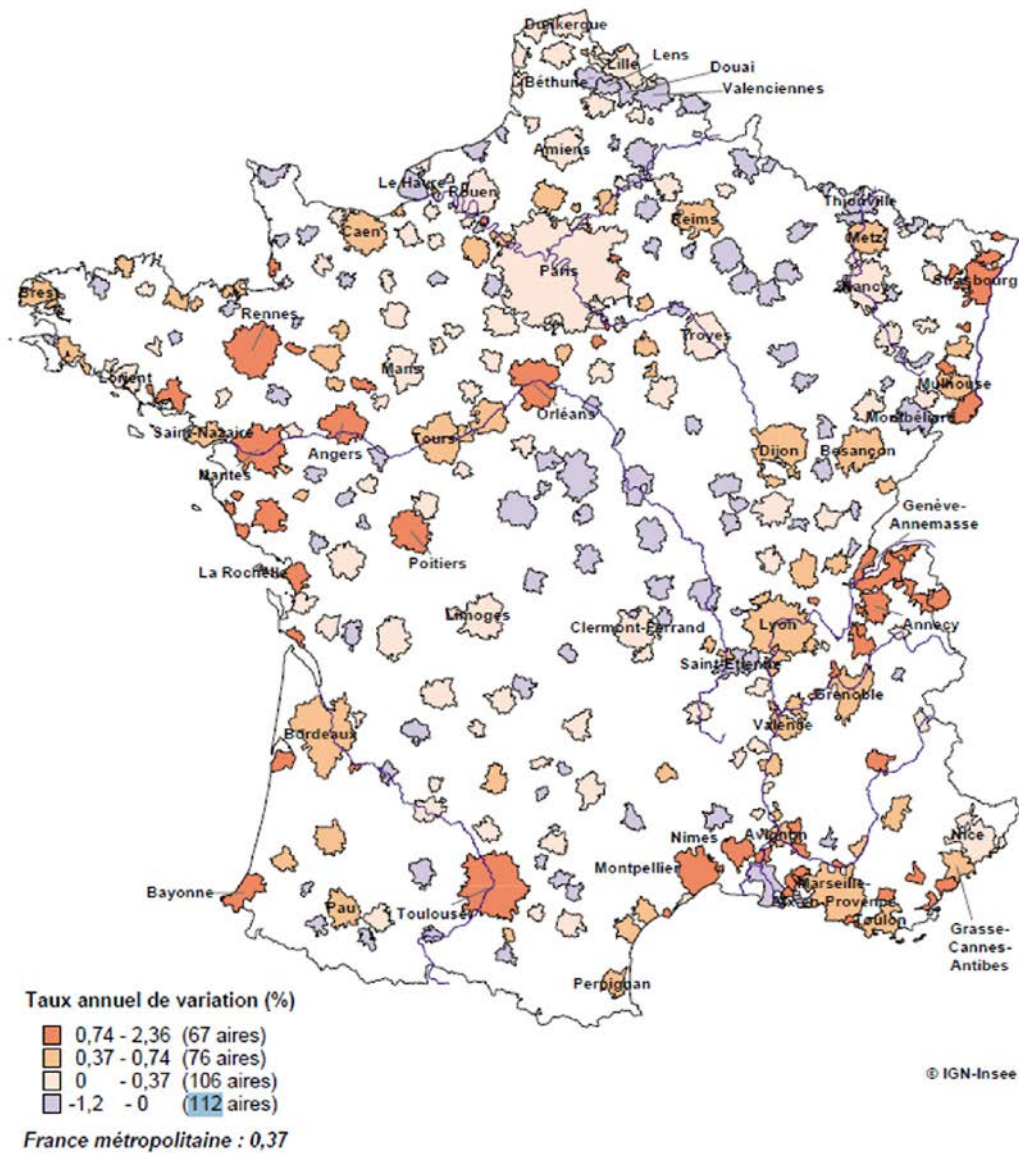 Dunkerque
Lille
Lens
Douai
Béthune
Valenciennes
Amiens
Le Havre
Rouen
Thionville
Reims
Caen
Metz
Paris
Nancy
Strasbourg
Brest
Rennes
Troyes
Mans
Lorient
Mulhouse
Orléans
Montbéliard
Saint-Nazaire
Tours
Angers
Dijon
Besançon
Nantes
Genève-
Annemasse
Poitiers
La Rochelle
Limoges
Clermont-Ferrand
Lyon
Annecy
Saint-Etienne
Grenoble
Valence
Bordeaux
Nimes
Avignon
Nice
Montpellier
Bayonne
Marseille-
Aix-en-Provence
Pau
Toulouse
Toulon
Grasse-
Cannes-
Antibes
Perpignan
Taux annuel de variation (%)
0,74 - 2,36 (67 aires)
0,37 - 0,74 (76 aires)
0 - 0,37 (106 aires)
-1,2 - 0 (112 aires)
© IGN-Insee
France métropolitaine : 0,37